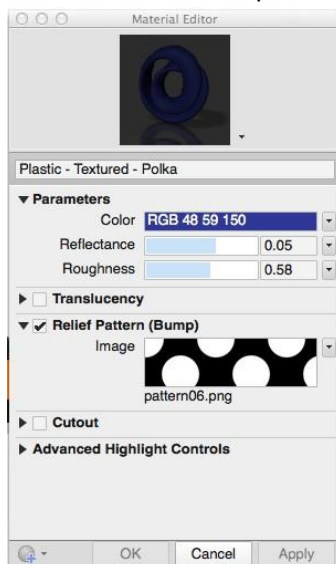 Material Editor
Plastic - Textured - Polka
Parameters
Color RGB 48 59 150
Reflectance 0.05
Roughness 0.58
Translucency
Relief Pattern (Bump)
Image
pattern06.png
Cutout
Advanced Highlight Controls
OK Cancel Apply